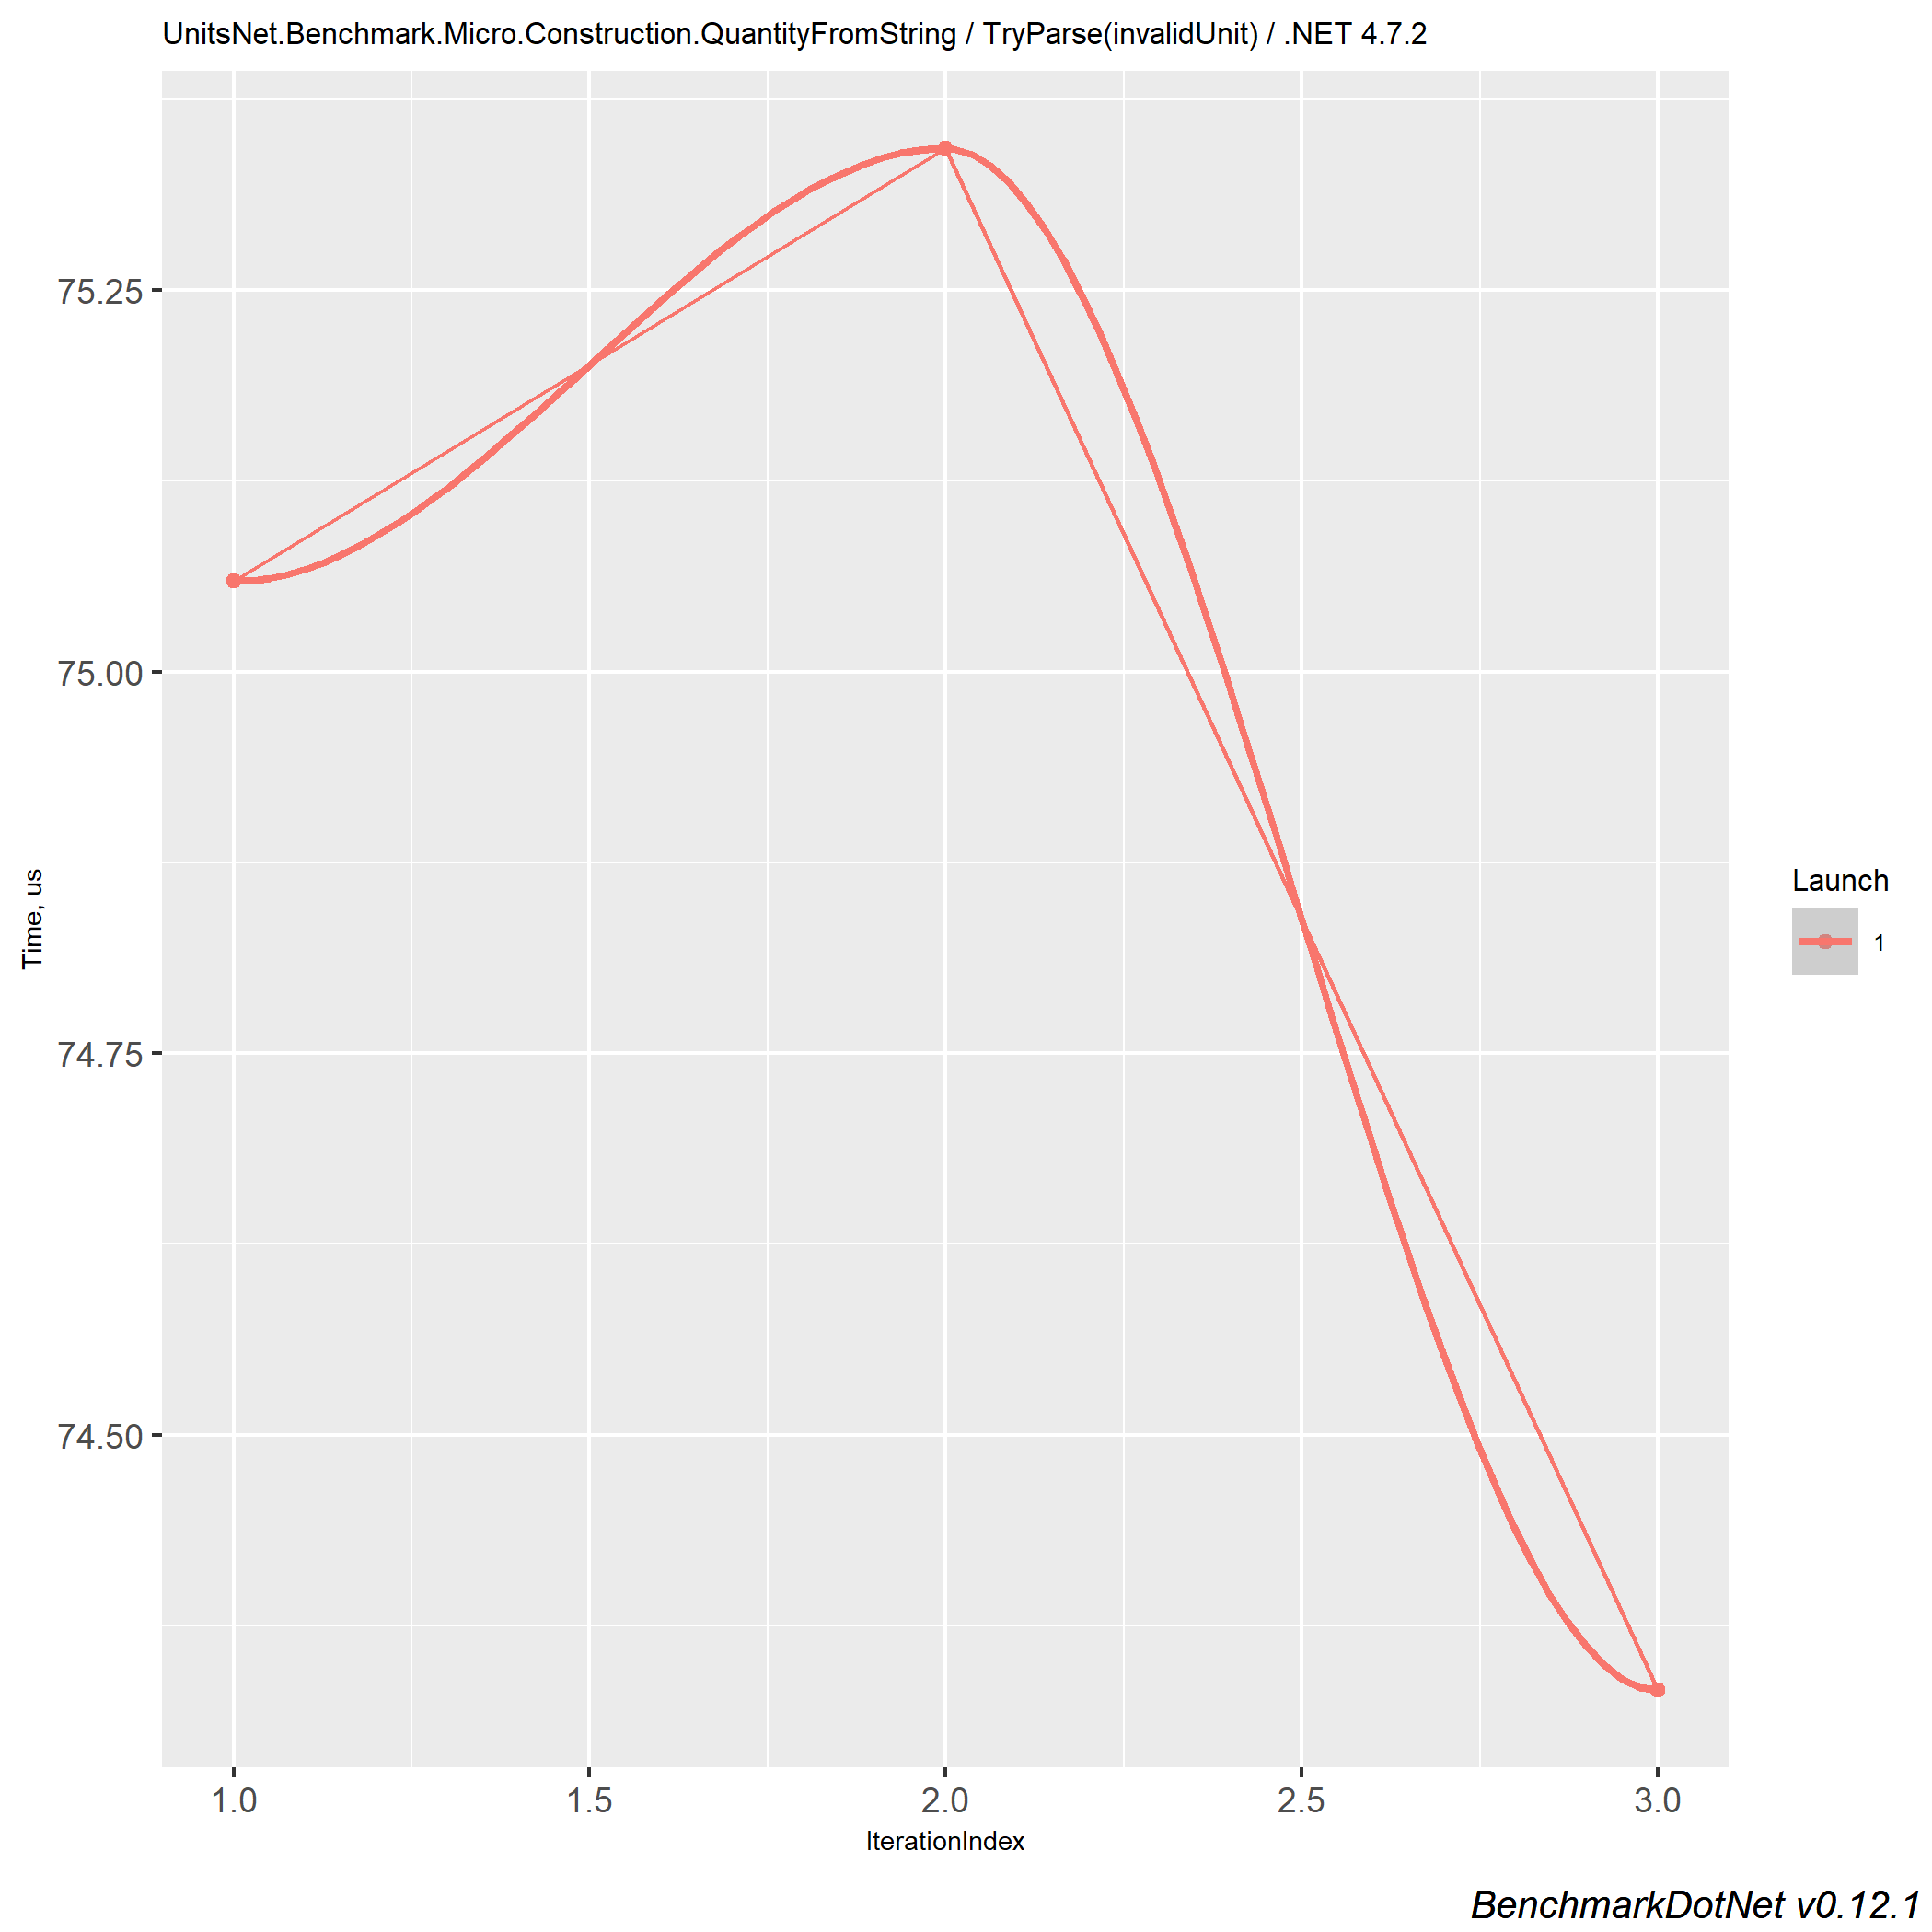 UnitsNet.Benchmark.Micro.Construction.QuantityFromString / TryParse(invalidUnit) / .NET 4.7.2
75.25
75.00
74.75
74.50
Time, us
1.0 1.5 2.0 2.5 3.0
IterationIndex
Launch
1
BenchmarkDotNet v0.12.1